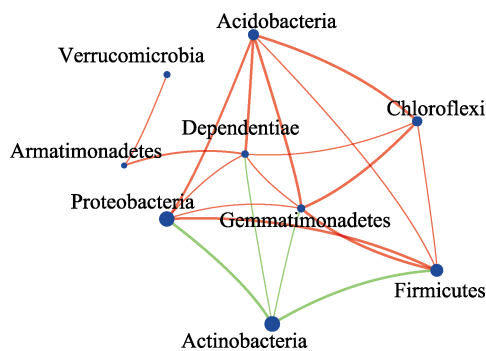 Acidobacteria
Verrucomicrobia
Chloroflexi
Dependentiae
Armatimonadetes
Proteobacteria
Gemmatimonadetes
Firmicutes
Actinobacteria